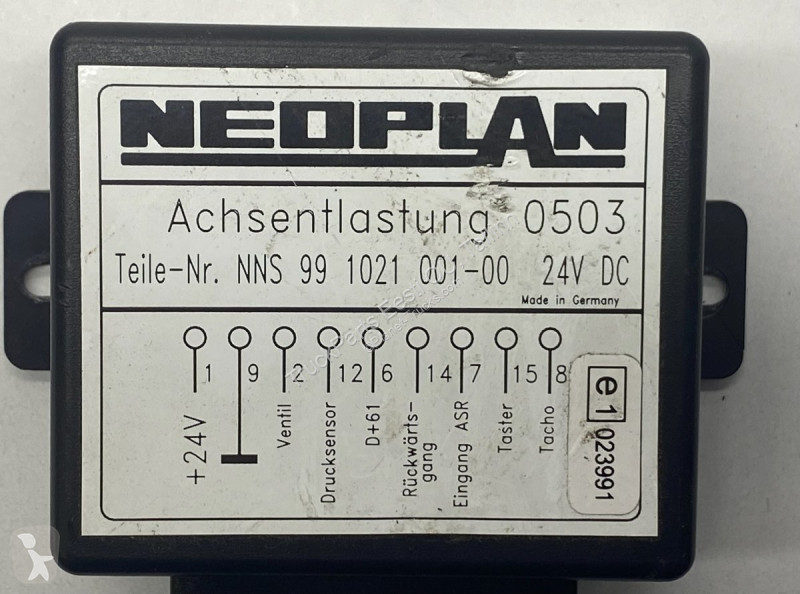 NEOPLAN
Achsentlastung 0503
Teile-Nr. NNS 99 1021 001-00 24V DC
Made in Germany
1 9 2 12 6 14 7 15 8
+24V
Ventil
Drucksensor
D+61
Rückwärts-
gang
Eingang ASR
Taster
Tacho
e1
023991